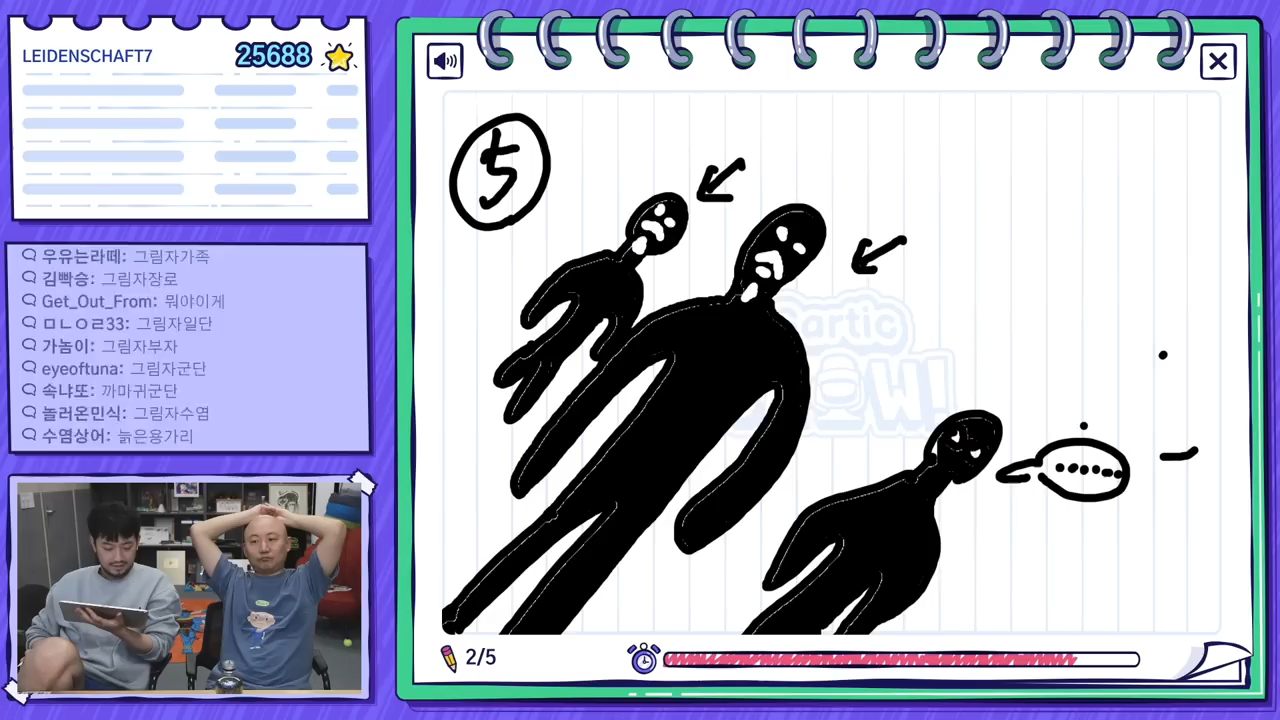 LEIDENSCHAFT7 25688
우유는라떼: 그림자가족
김빡승: 그림자장로
Get_Out_From: 뭐야이게
ㅁㄴㅇㄹ33: 그림자일단
가놈이: 그림자부자
eyeoftuna: 그림자군단
속냐또: 까마귀군단
놀러온민식: 그림자수염
수염상어: 늙은용가리
5
artic
W!
2/5